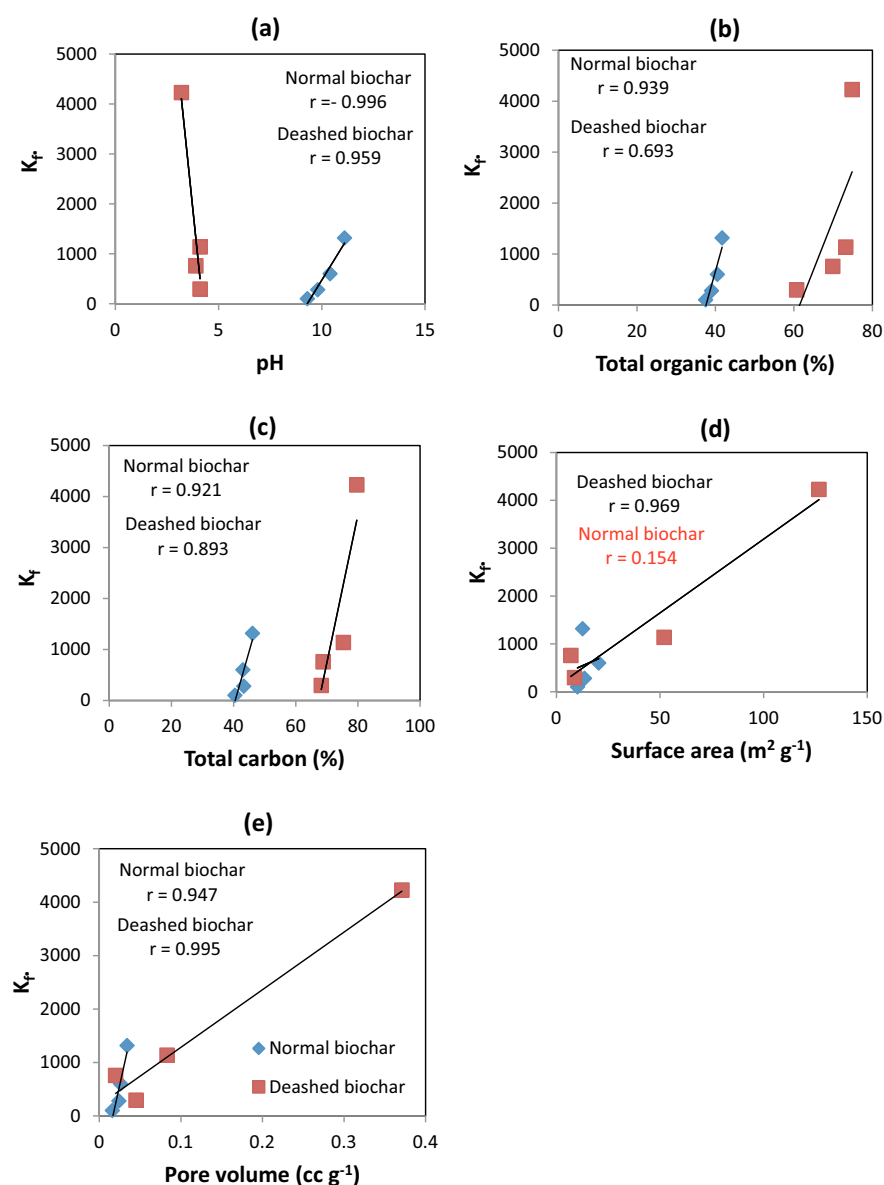 (a)
5000
4000
3000
2000
1000
0
0 5 10 15
Kf.
pH
Normal biochar
r =- 0.996
Deashed biochar
r = 0.959
(b)
5000
4000
3000
2000
1000
0
0 20 40 60 80
Kf.
Total organic carbon (%)
Normal biochar
r = 0.939
Deashed biochar
r = 0.693
(c)
5000
4000
3000
2000
1000
0
0 20 40 60 80 100
Kf
Total carbon (%)
Normal biochar
r = 0.921
Deashed biochar
r = 0.893
(d)
5000
4000
3000
2000
1000
0
0 50 100 150
Kf.
Surface area (m² g⁻¹)
Deashed biochar
r = 0.969
Normal biochar
r = 0.154
(e)
5000
4000
3000
2000
1000
0
0 0.1 0.2 0.3 0.4
Kf.
Pore volume (cc g⁻¹)
Normal biochar
r = 0.947
Deashed biochar
r = 0.995
Normal biochar
Deashed biochar